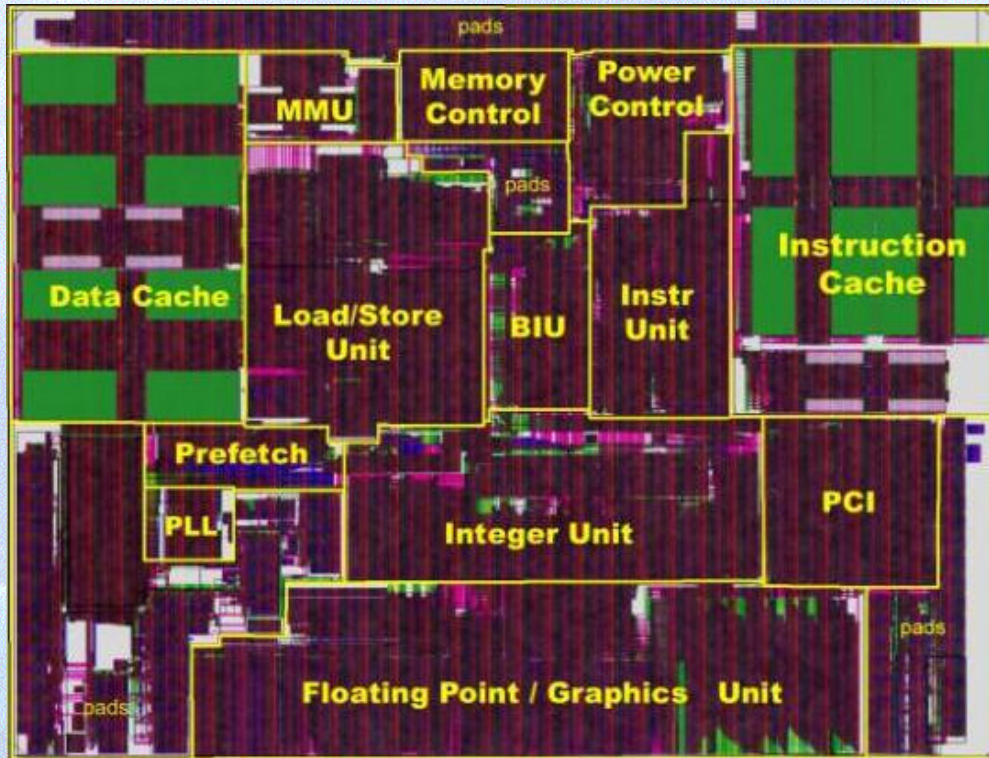 pads
MMU
Memory
Control
Power
Control
pads
Data Cache
Load/Store
Unit
BIU
Instr
Unit
Instruction
Cache
Prefetch
PLL
Integer Unit
PCI
pads
Floating Point / Graphics Unit
pads